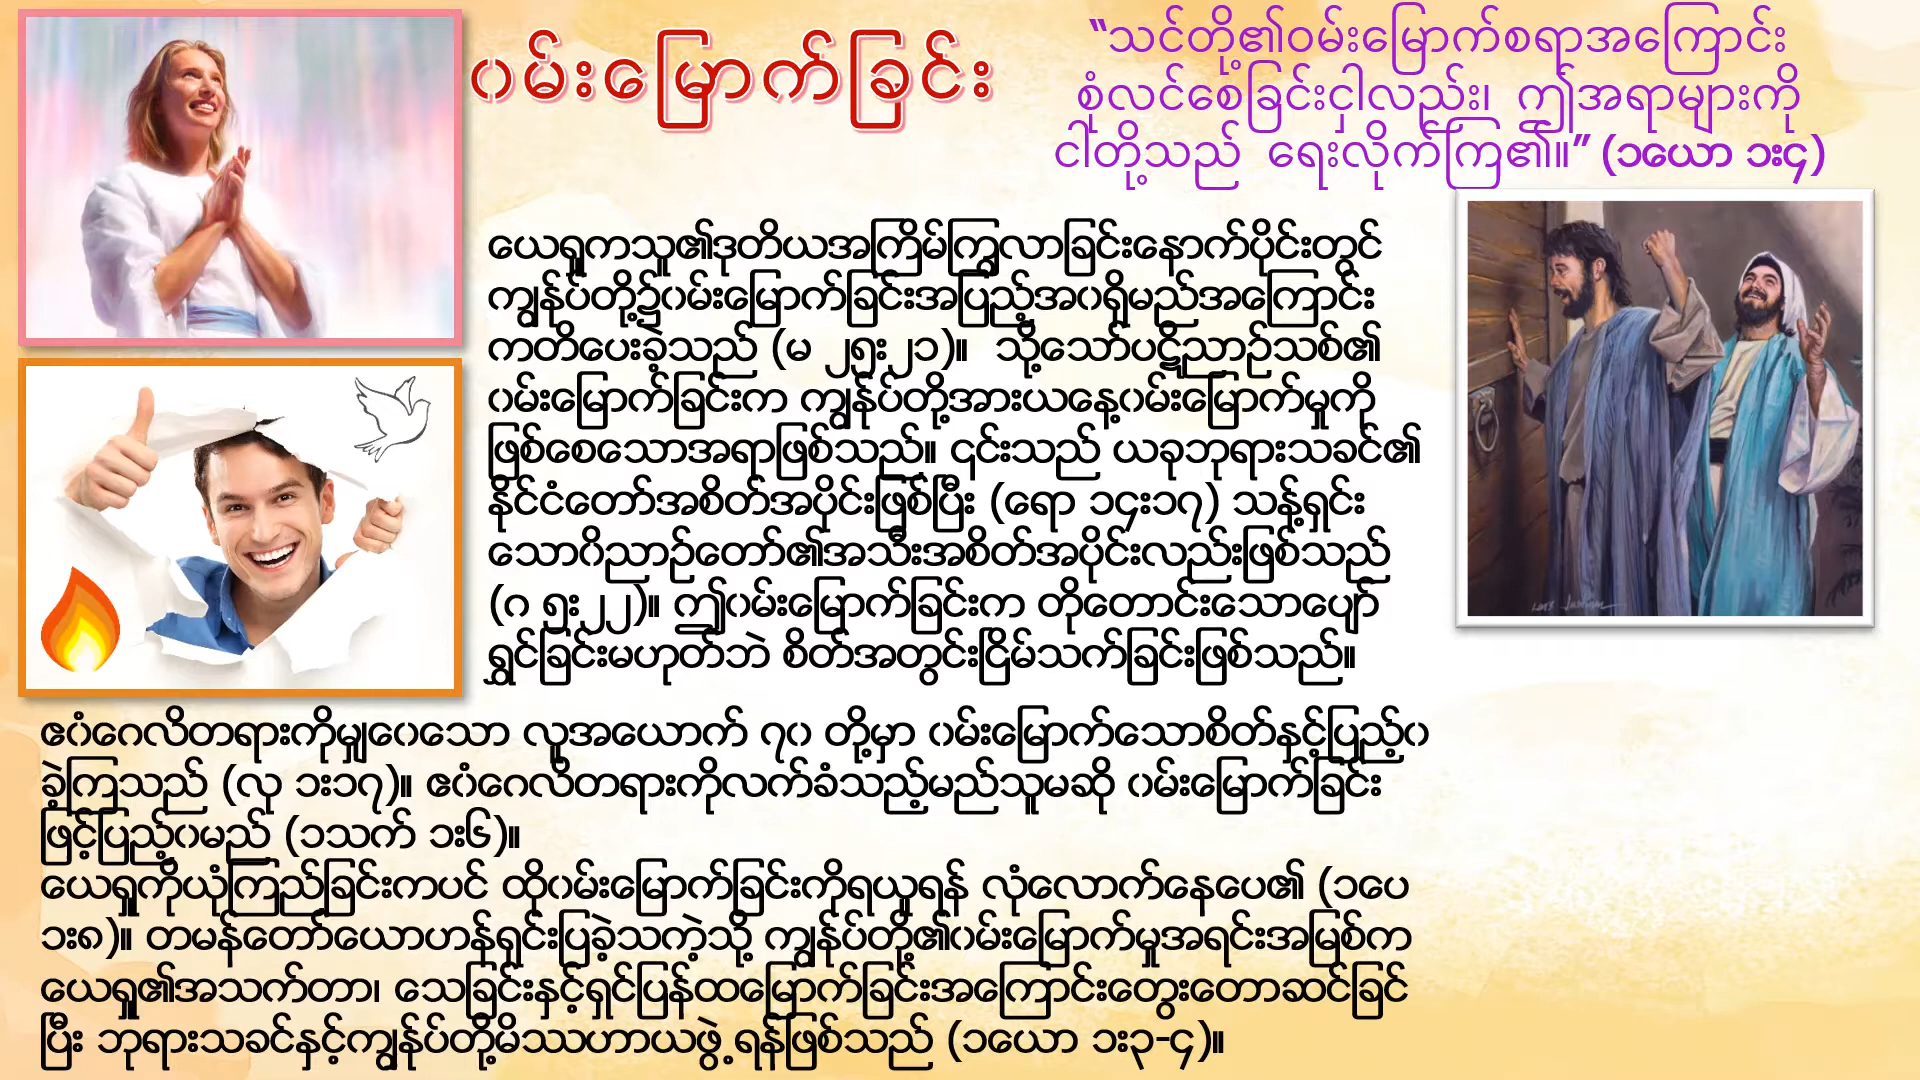 ဝမ်းမြောက်ခြင်း
“သင်တို့၏ဝမ်းမြောက်စရာအကြောင်း
စုံလင်စေခြင်းငှါလည်း၊ ဤအရာများကို
ငါတို့သည် ရေးလိုက်ကြ၏။” (၁ယော ၁း၄)
ယေရှုကသူ၏ဒုတိယအကြိမ်ကြွလာခြင်းနောက်ပိုင်းတွင်
ကျွန်ုပ်တို့၌ဝမ်းမြောက်ခြင်းအပြည့်အဝရှိမည်အကြောင်း
ကတိပေးခဲ့သည် (မ ၂၅း၂၁)။ သို့သော်ပဋိညာဉ်သစ်၏
ဝမ်းမြောက်ခြင်းက ကျွန်ုပ်တို့အားယနေ့ဝမ်းမြောက်မှုကို
ဖြစ်စေသောအရာဖြစ်သည်။ ၎င်းသည် ယခုဘုရားသခင်၏
နိုင်ငံတော်အစိတ်အပိုင်းဖြစ်ပြီး (ရော ၁၄း၁၇) သန့်ရှင်း
သောဝိညာဉ်တော်၏အသီးအစိတ်အပိုင်းလည်းဖြစ်သည်
(ဂ ၅း၂၂)။ ဤဝမ်းမြောက်ခြင်းက တိုတောင်းသောပျော်
ရွှင်ခြင်းမဟုတ်ဘဲ စိတ်အတွင်းငြိမ်သက်ခြင်းဖြစ်သည်။
ဧဝံဂေလိတရားကိုမျှဝေသော လူအယောက် ၇၀ တို့မှာ ဝမ်းမြောက်သောစိတ်နှင့်ပြည့်ဝ
ခဲ့ကြသည် (လု ၁း၁၇)။ ဧဝံဂေလိတရားကိုလက်ခံသည့်မည်သူမဆို ဝမ်းမြောက်ခြင်း
ဖြင့်ပြည့်ဝမည် (၁သက် ၁း၆)။
ယေရှုကိုယုံကြည်ခြင်းကပင် ထိုဝမ်းမြောက်ခြင်းကိုရယူရန် လုံလောက်နေပေ၏ (၁ပေ
၁း၈)။ တမန်တော်ယောဟန်ရှင်းပြခဲ့သကဲ့သို့ ကျွန်ုပ်တို့၏ဝမ်းမြောက်မှုအရင်းအမြစ်က
ယေရှု၏အသက်တာ၊ သေခြင်းနှင့်ရှင်ပြန်ထမြောက်ခြင်းအကြောင်းတွေးတောဆင်ခြင်
ပြီး ဘုရားသခင်နှင့်ကျွန်ုပ်တို့မိဿဟာယဖွဲ့ရန်ဖြစ်သည် (၁ယော ၁း၃-၄)။